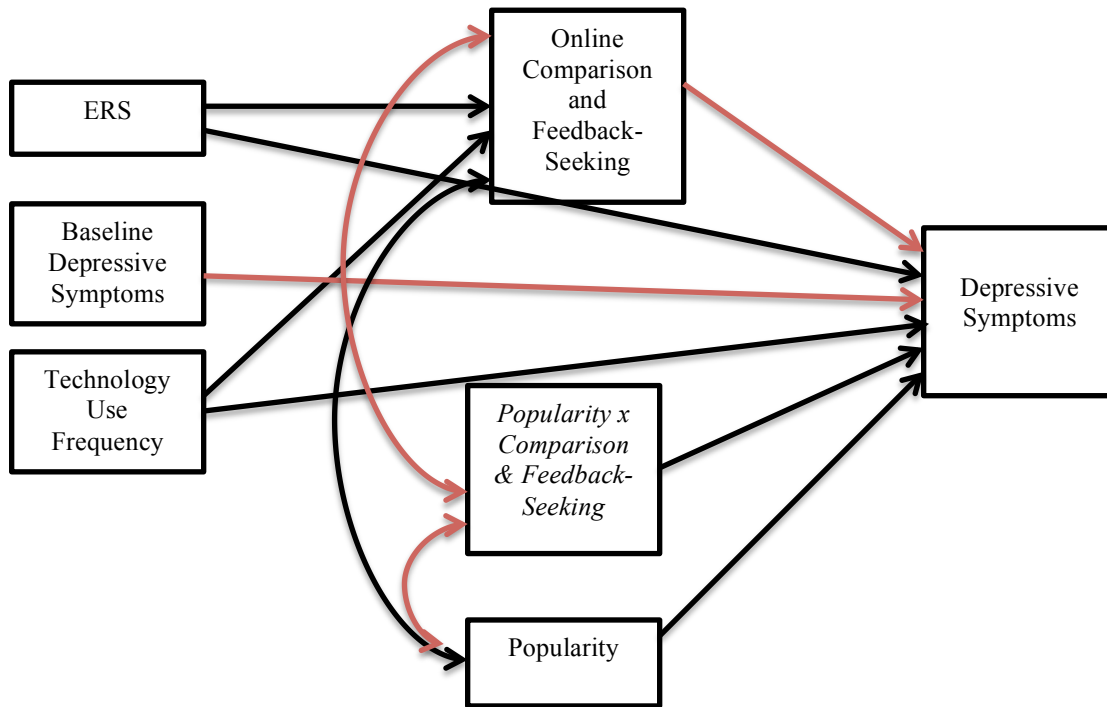 ERS
Baseline
Depressive
Symptoms
Technology
Use
Frequency
Online
Comparison
and
Feedback-
Seeking
Popularity x
Comparison
& Feedback-
Seeking
Popularity
Depressive
Symptoms